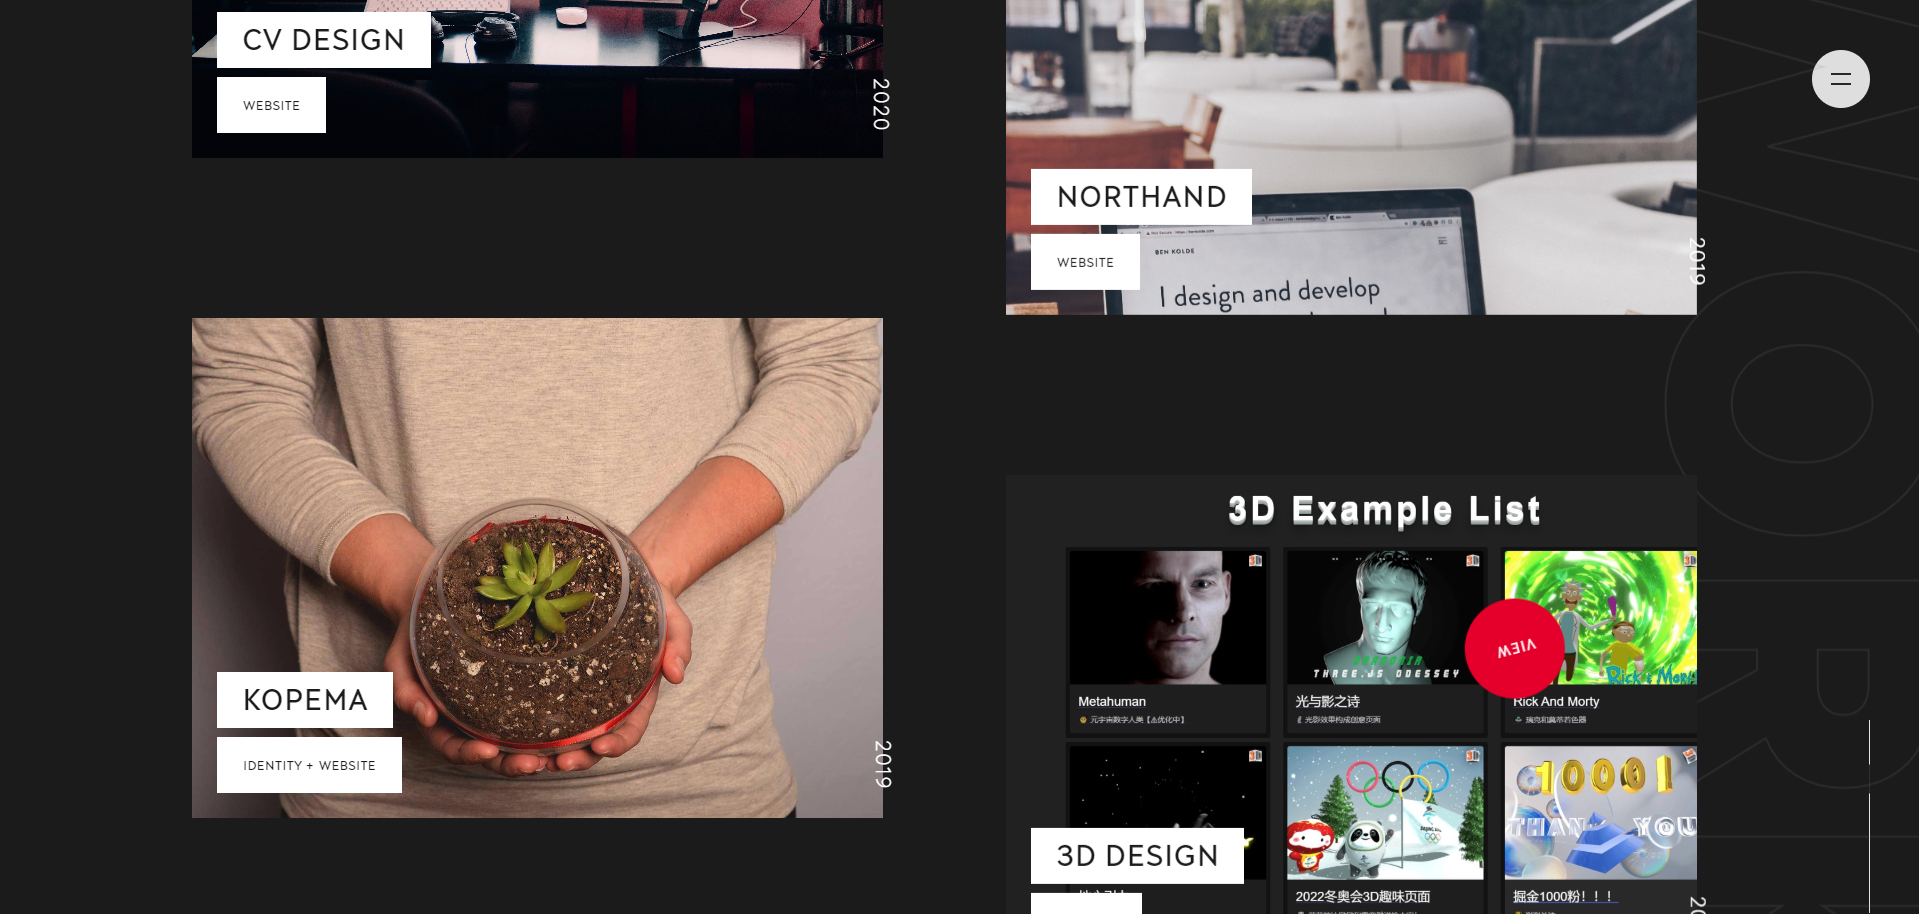 CV DESIGN
WEBSITE
2020
NORTHAND
WEBSITE
2019
BEN KOLDE
I design and develop
KOPEMA
IDENTITY + WEBSITE
2019
3D Example List
THREE.JS ODESSEY
Rick and Morty
VIEW
Metahuman
元宇宙数字人类【⚠优化中】
光与影之诗
光影效果构成创意页面
Rick And Morty
瑞克和莫蒂着色器
1000!
THANK YOU
3D DESIGN
2022冬奥会3D趣味页面
掘金1000粉！！！